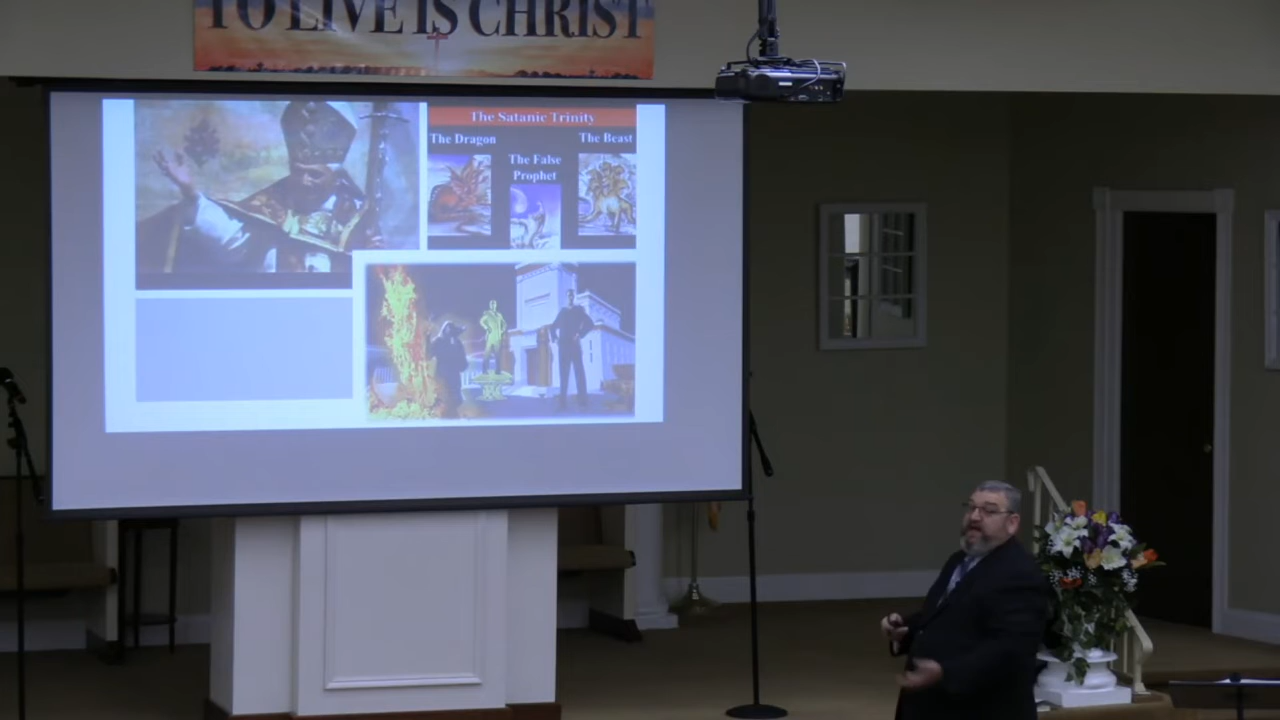 TO LIVE IS CHRIST
The Satanic Trinity
The Dragon
The Beast
The False
Prophet